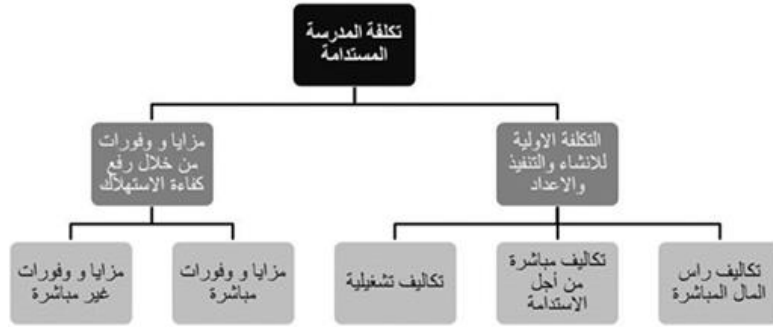 تكلفة المدرسة
المستدامة
التكلفة الاولية
للانشاء والتنفيذ
والاعداد
مزايا و وفورات
من خلال رفع
كفاءة الاستهلاك
تكاليف راس
المال المباشرة
تكاليف مباشرة
من أجل
الاستدامة
تكاليف تشغيلية
مزايا و وفورات
مباشرة
مزايا و وفورات
غير مباشرة